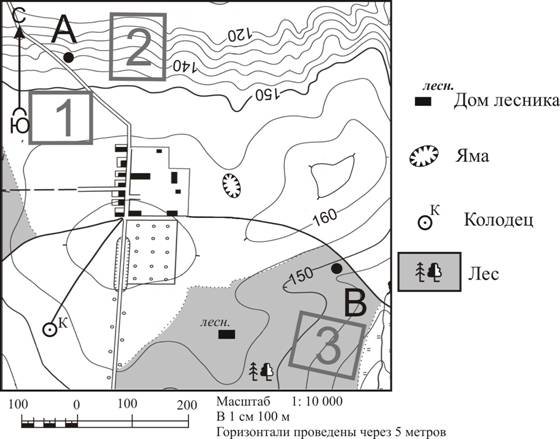 С
А
2
120
140
150
1
Ю
160
150
В
К
лесн.
3
лесн. Дом лесника
Яма
К Колодец
Лес
100 0 100 200
Масштаб 1: 10 000
В 1 см 100 м
Горизонтали проведены через 5 метров